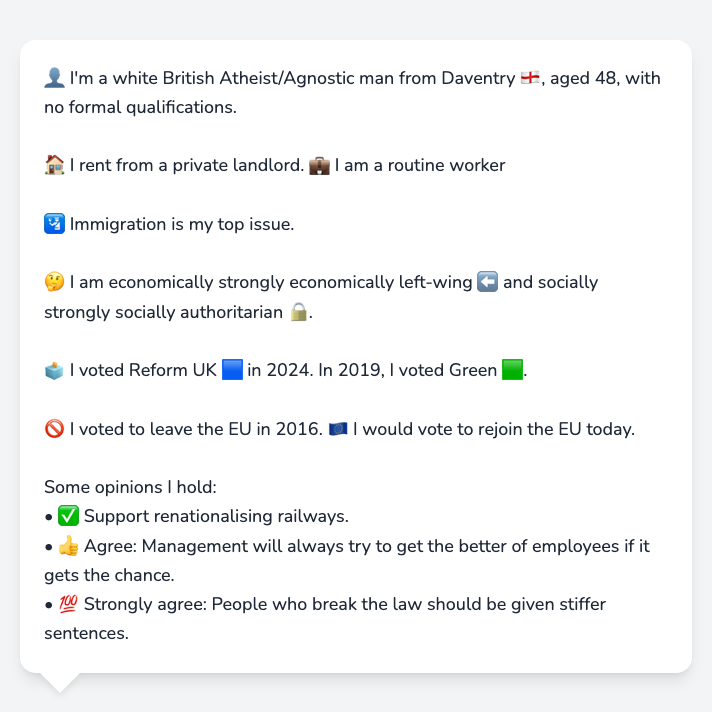 👤 I'm a white British Atheist/Agnostic man from Daventry 🏴󠁧󠁢󠁥󠁮󠁧󠁿, aged 48, with
no formal qualifications.
🏠 I rent from a private landlord. 💼 I am a routine worker
🛂 Immigration is my top issue.
🤔 I am economically strongly economically left-wing ⬅️ and socially
strongly socially authoritarian 🔒.
🗳️ I voted Reform UK 🟦 in 2024. In 2019, I voted Green 🟩.
🚫 I voted to leave the EU in 2016. 🇪🇺 I would vote to rejoin the EU today.
Some opinions I hold:
• ✅ Support renationalising railways.
• 👍 Agree: Management will always try to get the better of employees if it
gets the chance.
• 💯 Strongly agree: People who break the law should be given stiffer
sentences.